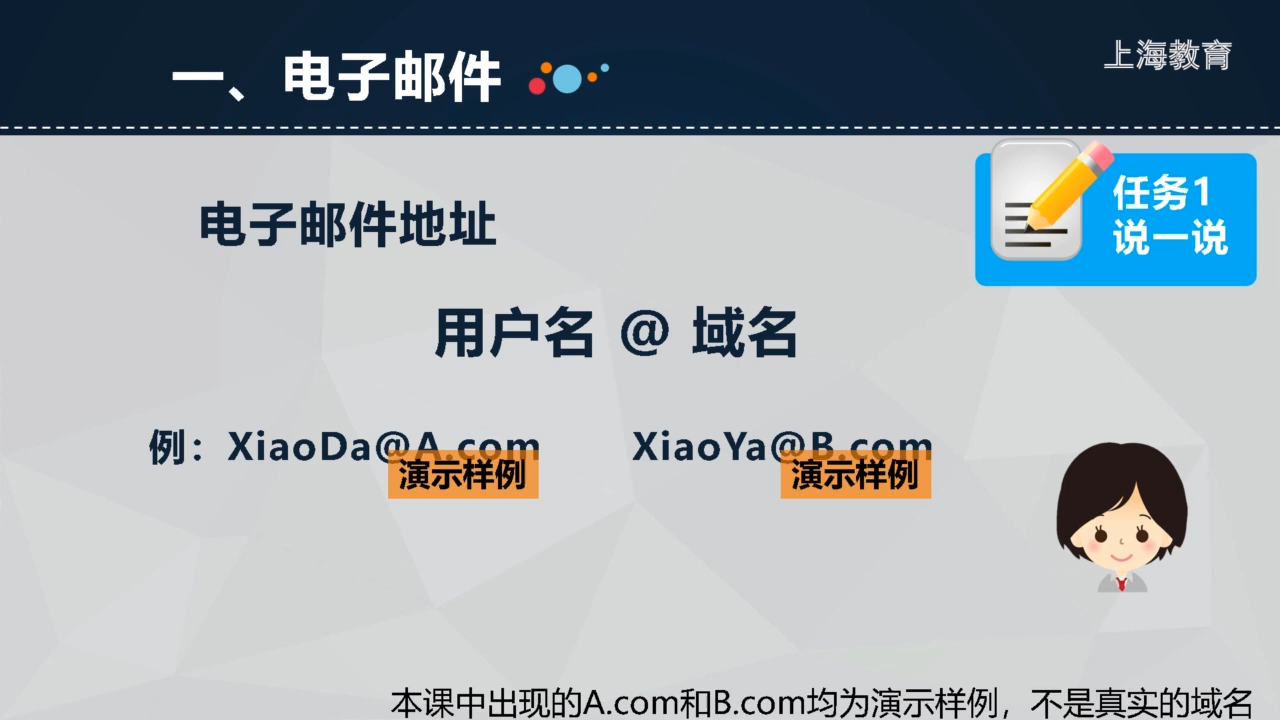 一、电子邮件
上海教育
任务1
说一说
电子邮件地址
用户名 @ 域名
例：XiaoDa@A.com XiaoYa@B.com
演示样例 演示样例
本课中出现的A.com和B.com均为演示样例，不是真实的域名